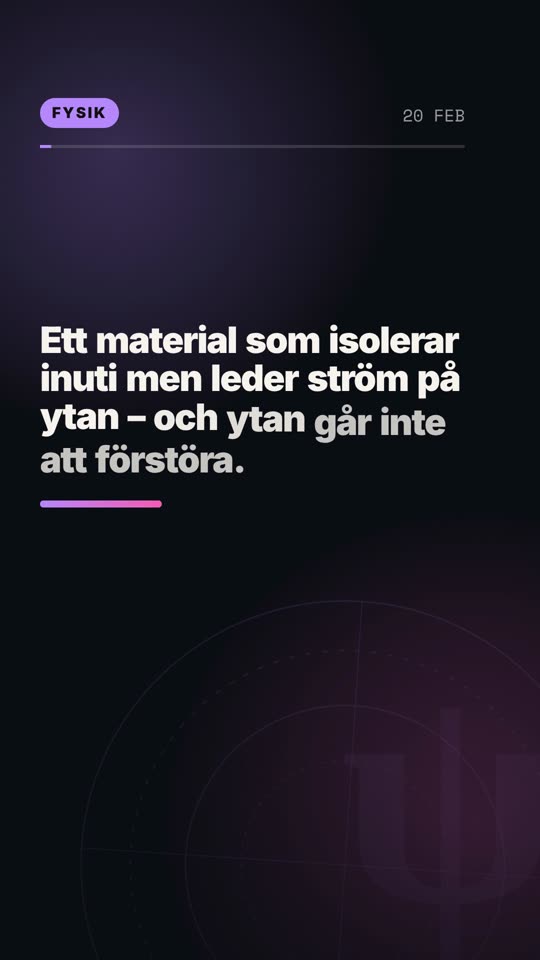 FYSIK
20 FEB
Ett material som isolerar
inuti men leder ström på
ytan – och ytan går inte
att förstöra.
ψ